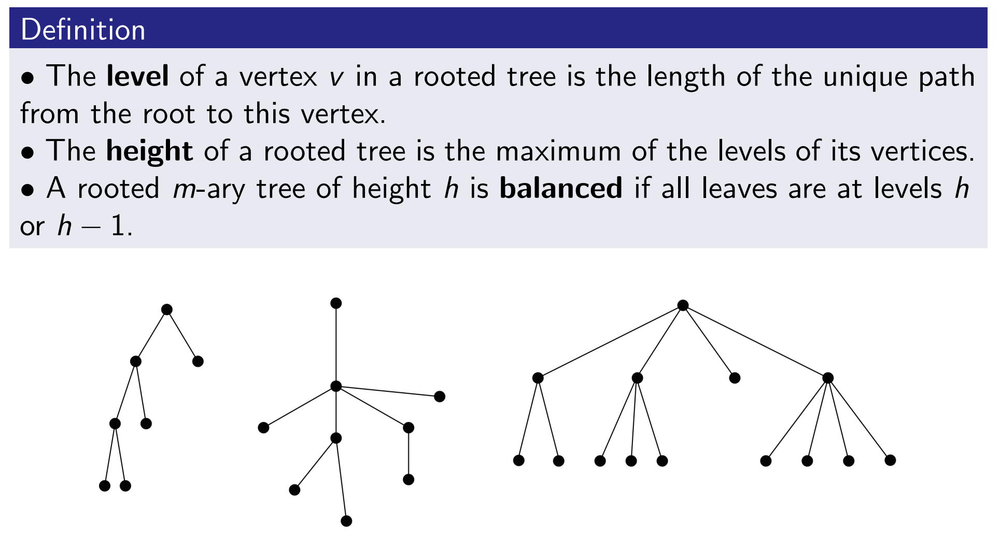 Definition
• The level of a vertex v in a rooted tree is the length of the unique path
from the root to this vertex.
• The height of a rooted tree is the maximum of the levels of its vertices.
• A rooted m-ary tree of height h is balanced if all leaves are at levels h
or h − 1.